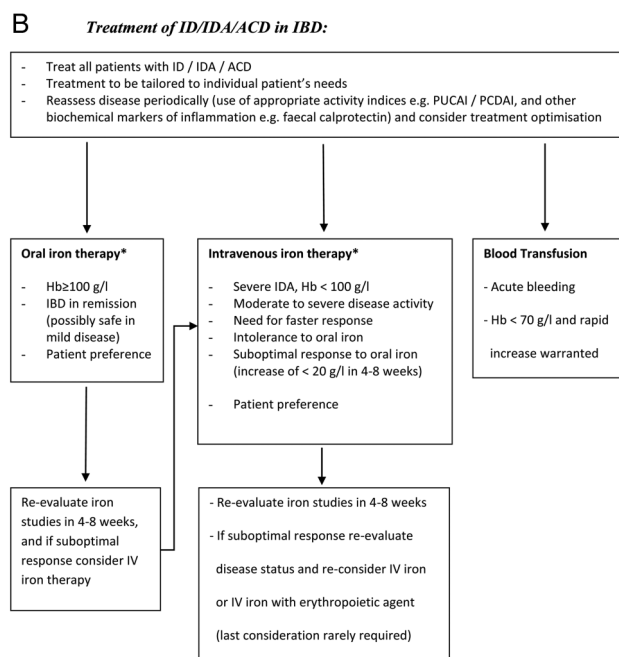 B
Treatment of ID/IDA/ACD in IBD:
- Treat all patients with ID / IDA / ACD
- Treatment to be tailored to individual patient's needs
- Reassess disease periodically (use of appropriate activity indices e.g. PUCAI / PCDAI, and other
biochemical markers of inflammation e.g. faecal calprotectin) and consider treatment optimisation
Oral iron therapy*
- Hb≥100 g/l
- IBD in remission
(possibly safe in
mild disease)
- Patient preference
Intravenous iron therapy*
- Severe IDA, Hb < 100 g/l
- Moderate to severe disease activity
- Need for faster response
- Intolerance to oral iron
- Suboptimal response to oral iron
(increase of < 20 g/l in 4-8 weeks)
- Patient preference
Blood Transfusion
- Acute bleeding
- Hb < 70 g/l and rapid
increase warranted
Re-evaluate iron
studies in 4-8 weeks,
and if suboptimal
response consider IV
iron therapy
- Re-evaluate iron studies in 4-8 weeks
- If suboptimal response re-evaluate
disease status and re-consider IV iron
or IV iron with erythropoietic agent
(last consideration rarely required)